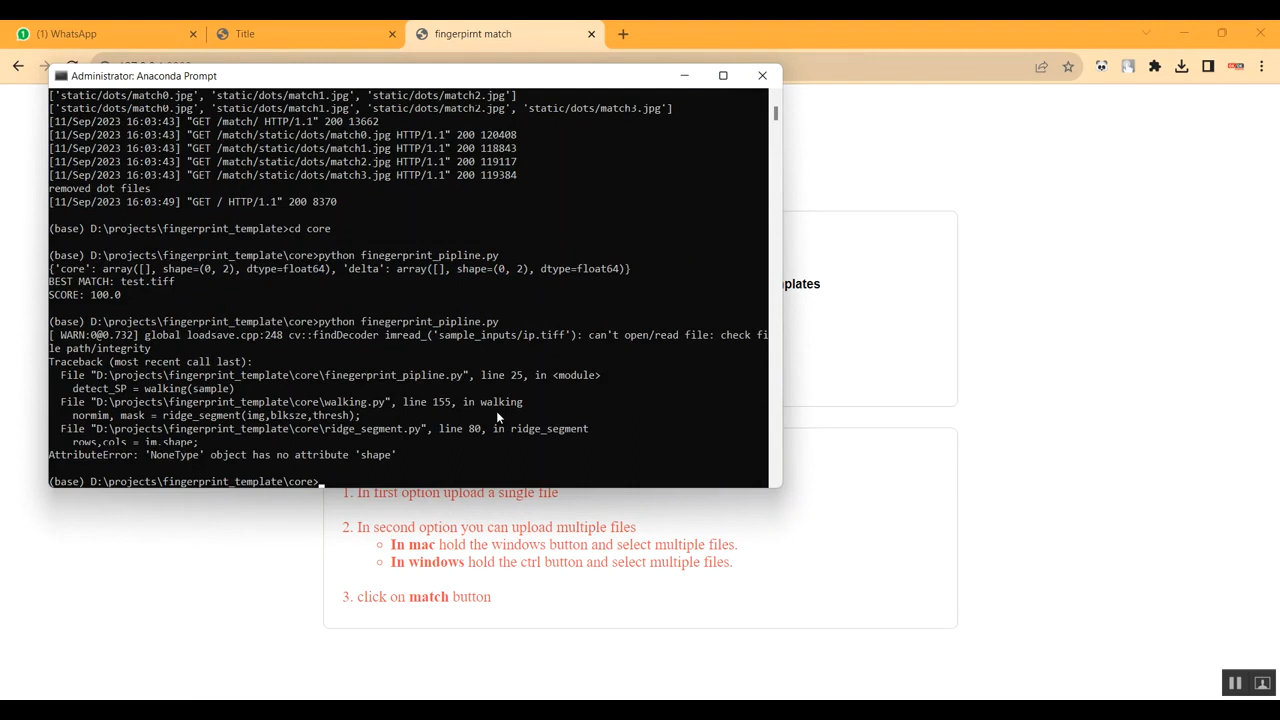 (1) WhatsApp
Title
fingerpirnt match
Administrator: Anaconda Prompt
['static/dots/match0.jpg', 'static/dots/match1.jpg', 'static/dots/match2.jpg']
['static/dots/match0.jpg', 'static/dots/match1.jpg', 'static/dots/match2.jpg', 'static/dots/match3.jpg']
[11/Sep/2023 16:03:43] "GET /match/ HTTP/1.1" 200 13662
[11/Sep/2023 16:03:43] "GET /match/static/dots/match0.jpg HTTP/1.1" 200 120408
[11/Sep/2023 16:03:43] "GET /match/static/dots/match1.jpg HTTP/1.1" 200 118843
[11/Sep/2023 16:03:43] "GET /match/static/dots/match2.jpg HTTP/1.1" 200 119117
[11/Sep/2023 16:03:43] "GET /match/static/dots/match3.jpg HTTP/1.1" 200 119384
removed dot files
[11/Sep/2023 16:03:49] "GET / HTTP/1.1" 200 8370
(base) D:\projects\fingerprint_template>cd core
(base) D:\projects\fingerprint_template\core>python finegerprint_pipline.py
{'core': array([], shape=(0, 2), dtype=float64), 'delta': array([], shape=(0, 2), dtype=float64)}
BEST MATCH: test.tiff
SCORE: 100.0
(base) D:\projects\fingerprint_template\core>python finegerprint_pipline.py
[ WARN:0@0.732] global loadsave.cpp:248 cv::findDecoder imread_('sample_inputs/ip.tiff'): can't open/read file: check fi
le path/integrity
Traceback (most recent call last):
File "D:\projects\fingerprint_template\core\finegerprint_pipline.py", line 25, in <module>
detect_SP = walking(sample)
File "D:\projects\fingerprint_template\core\walking.py", line 155, in walking
normim, mask = ridge_segment(img,blksze,thresh);
File "D:\projects\fingerprint_template\core\ridge_segment.py", line 80, in ridge_segment
rows,cols = im.shape;
AttributeError: 'NoneType' object has no attribute 'shape'
(base) D:\projects\fingerprint_template\core>
plates
1. In first option upload a single file
2. In second option you can upload multiple files
○ In mac hold the windows button and select multiple files.
○ In windows hold the ctrl button and select multiple files.
3. click on match button